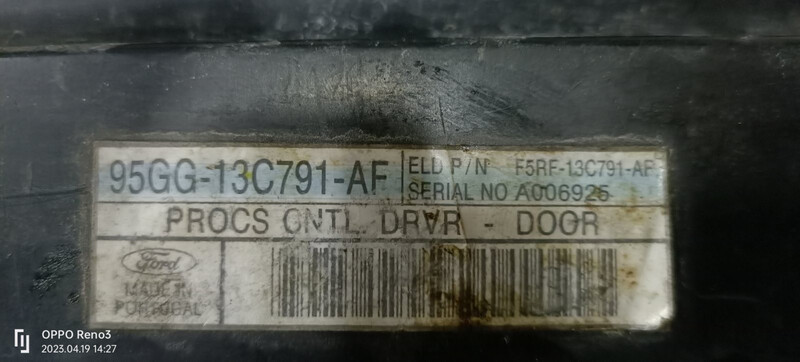 95GG-13C791-AF
ELD P/N F5RF-13C791-AF
SERIAL NO A006925
PROCS CNTL DRVR - DOOR
Ford
MADE IN
PORTUGAL
OPPO Reno3
2023.04.19 14:27